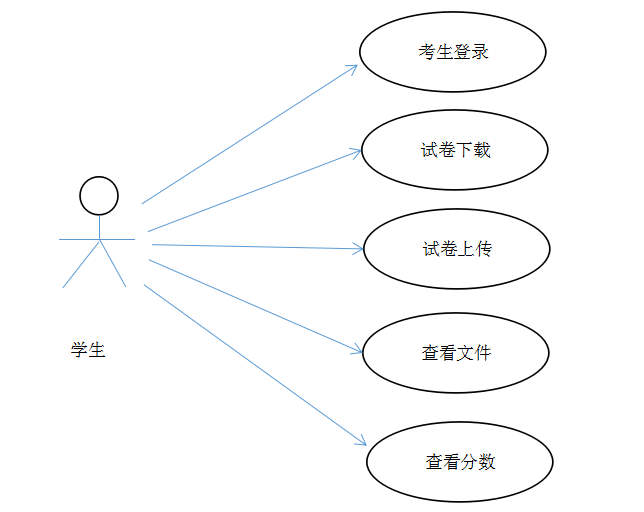 考生登录
试卷下载
试卷上传
查看文件
查看分数
学生